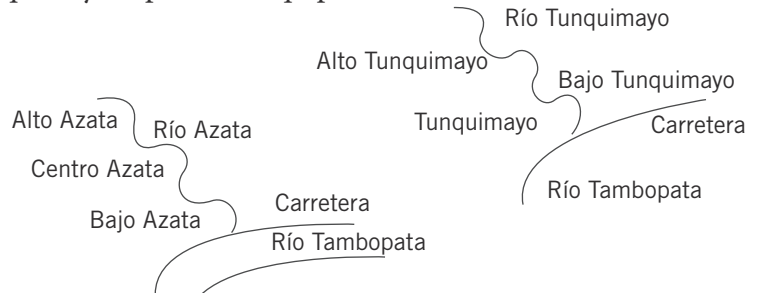 Río Tunquimayo
Alto Tunquimayo
Bajo Tunquimayo
Tunquimayo
Carretera
Río Tambopata
Alto Azata
Río Azata
Centro Azata
Bajo Azata
Carretera
Río Tambopata